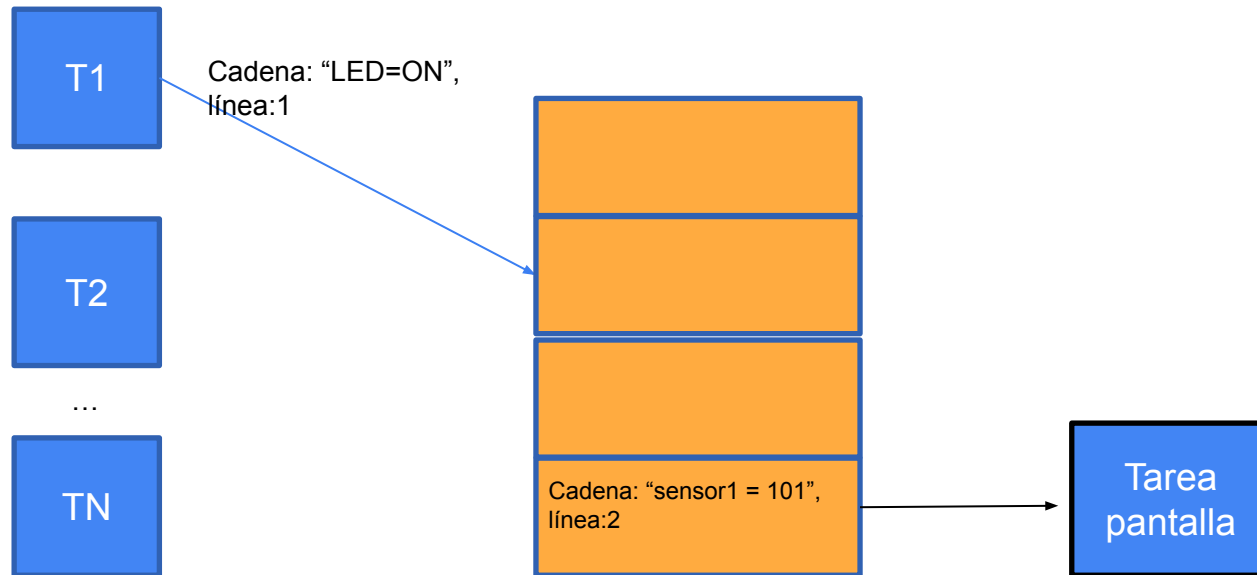 T1
Cadena: “LED=ON”,
línea:1
T2
...
TN
Cadena: “sensor1 = 101”,
línea:2
Tarea
pantalla